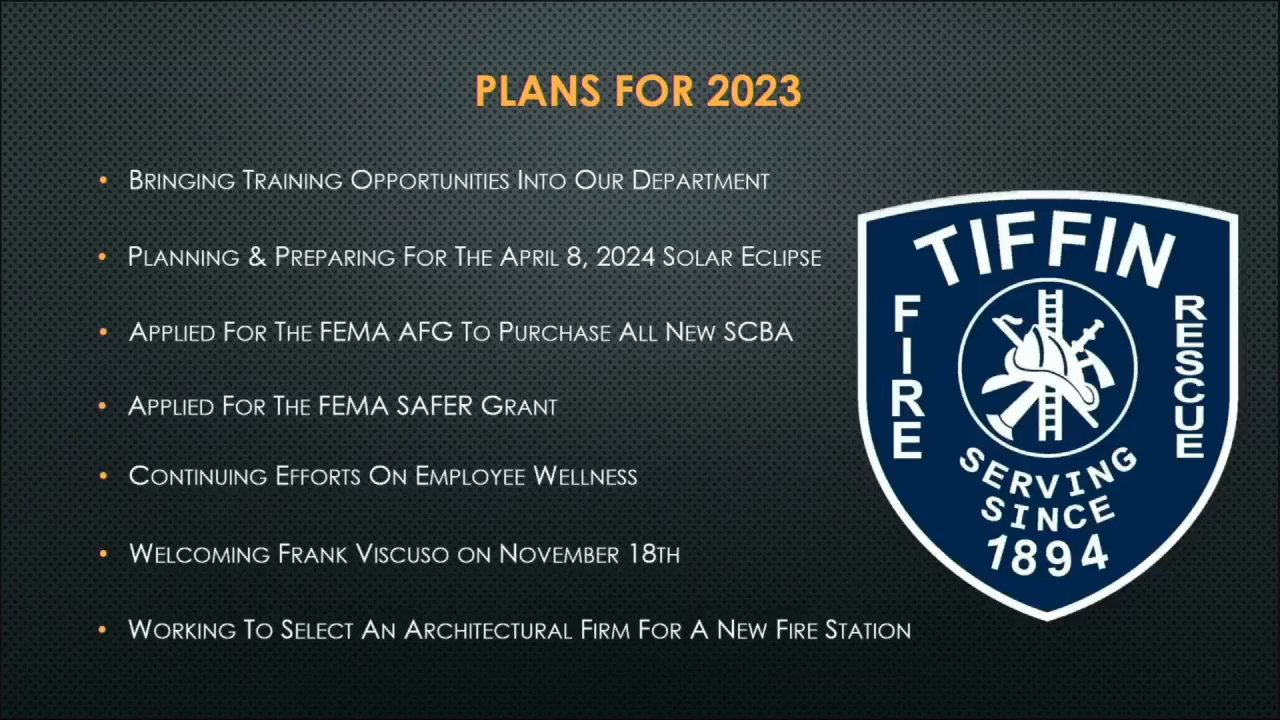 PLANS FOR 2023
• BRINGING TRAINING OPPORTUNITIES INTO OUR DEPARTMENT
• PLANNING & PREPARING FOR THE APRIL 8, 2024 SOLAR ECLIPSE
• APPLIED FOR THE FEMA AFG TO PURCHASE ALL NEW SCBA
• APPLIED FOR THE FEMA SAFER GRANT
• CONTINUING EFFORTS ON EMPLOYEE WELLNESS
• WELCOMING FRANK VISCUSO ON NOVEMBER 18TH
• WORKING TO SELECT AN ARCHITECTURAL FIRM FOR A NEW FIRE STATION
TIFFIN
FIRE
RESCUE
SERVING
SINCE
1894